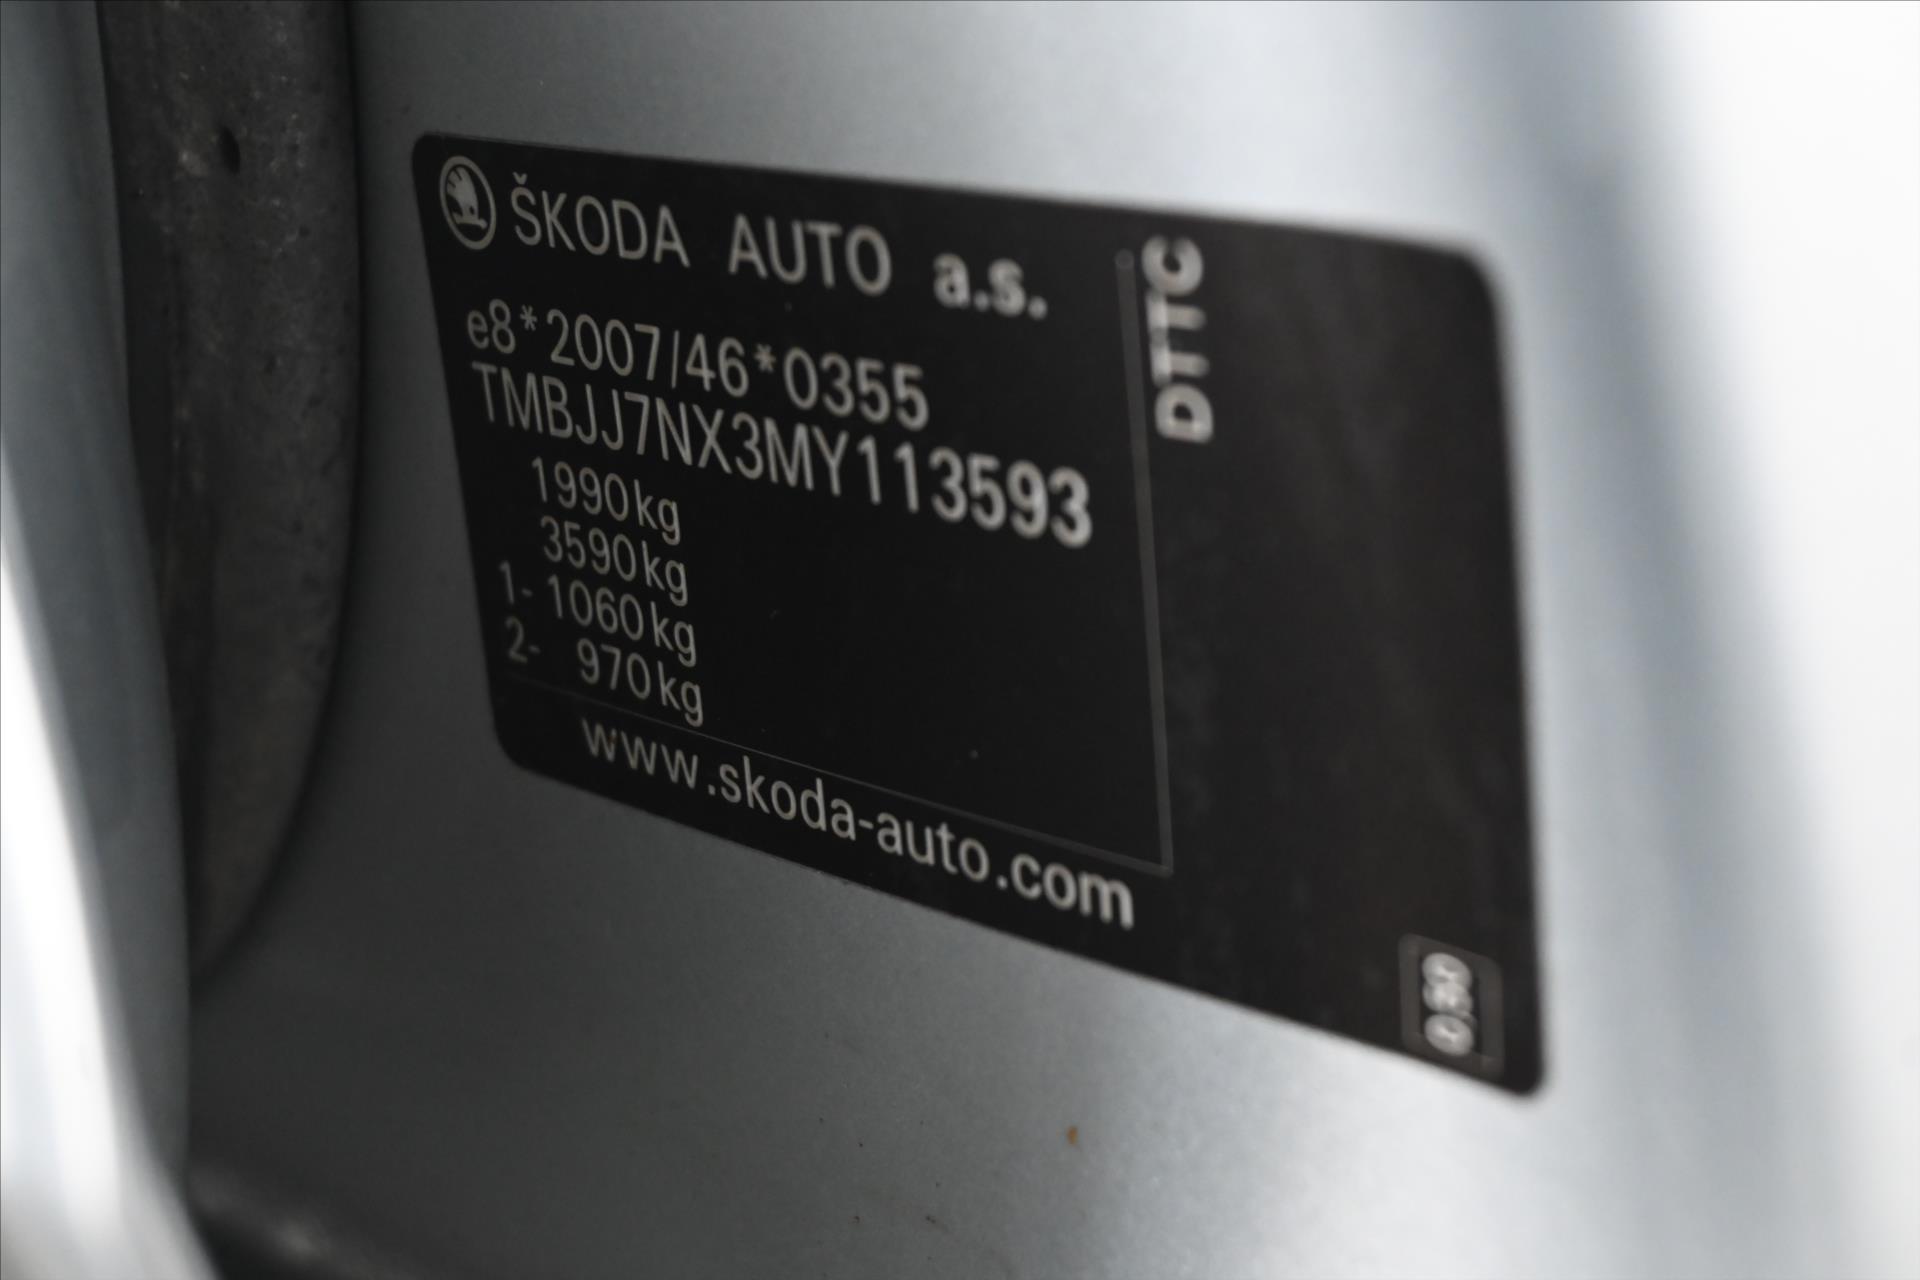 ŠKODA AUTO a.s.
e8*2007/46*0355
TMBJJ7NX3MY113593
1990kg
3590kg
1- 1060kg
2- 970kg
www.skoda-auto.com
DTTC